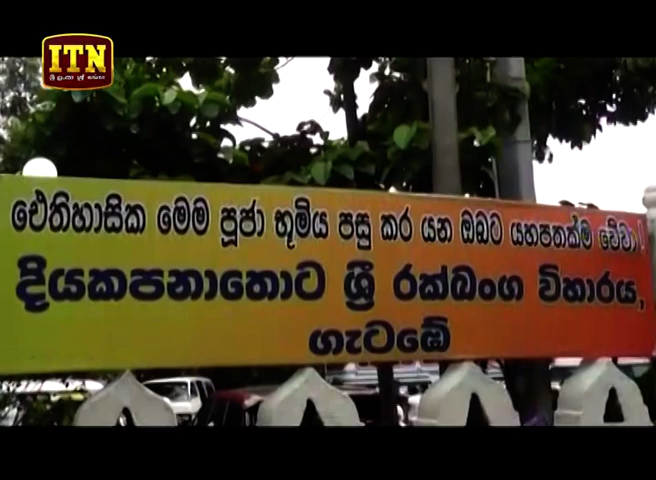 ITN
ශ්‍රී ලංකා
ඓතිහාසික මෙම පූජා භූමිය පසු කර යන ඔබට යහපතක්ම වේවා!
දියකපනාතොට ශ්‍රී රක්ඛංග විහාරය,
ගැටඹේ